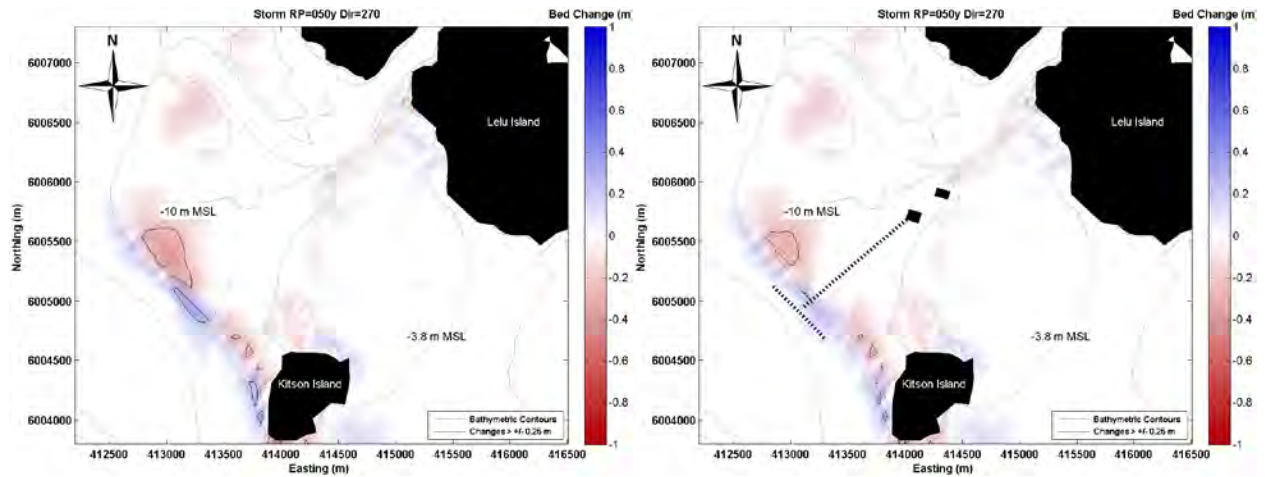 Storm RP=050y Dir=270
Bed Change (m)
N
6007000
6006500
6006000
6005500
6005000
6004500
6004000
Northing (m)
Lelu Island
-10 m MSL
-3.8 m MSL
Kitson Island
Bathymetric Contours
Changes > +/- 0.25 m
412500 413000 413500 414000 414500 415000 415500 416000 416500
Easting (m)
1
0.8
0.6
0.4
0.2
0
-0.2
-0.4
-0.6
-0.8
-1
Storm RP=050y Dir=270
Bed Change (m)
N
6007000
6006500
6006000
6005500
6005000
6004500
6004000
Northing (m)
Lelu Island
-10 m MSL
-3.8 m MSL
Kitson Island
Bathymetric Contours
Changes > +/- 0.25 m
412500 413000 413500 414000 414500 415000 415500 416000 416500
Easting (m)
1
0.8
0.6
0.4
0.2
0
-0.2
-0.4
-0.6
-0.8
-1